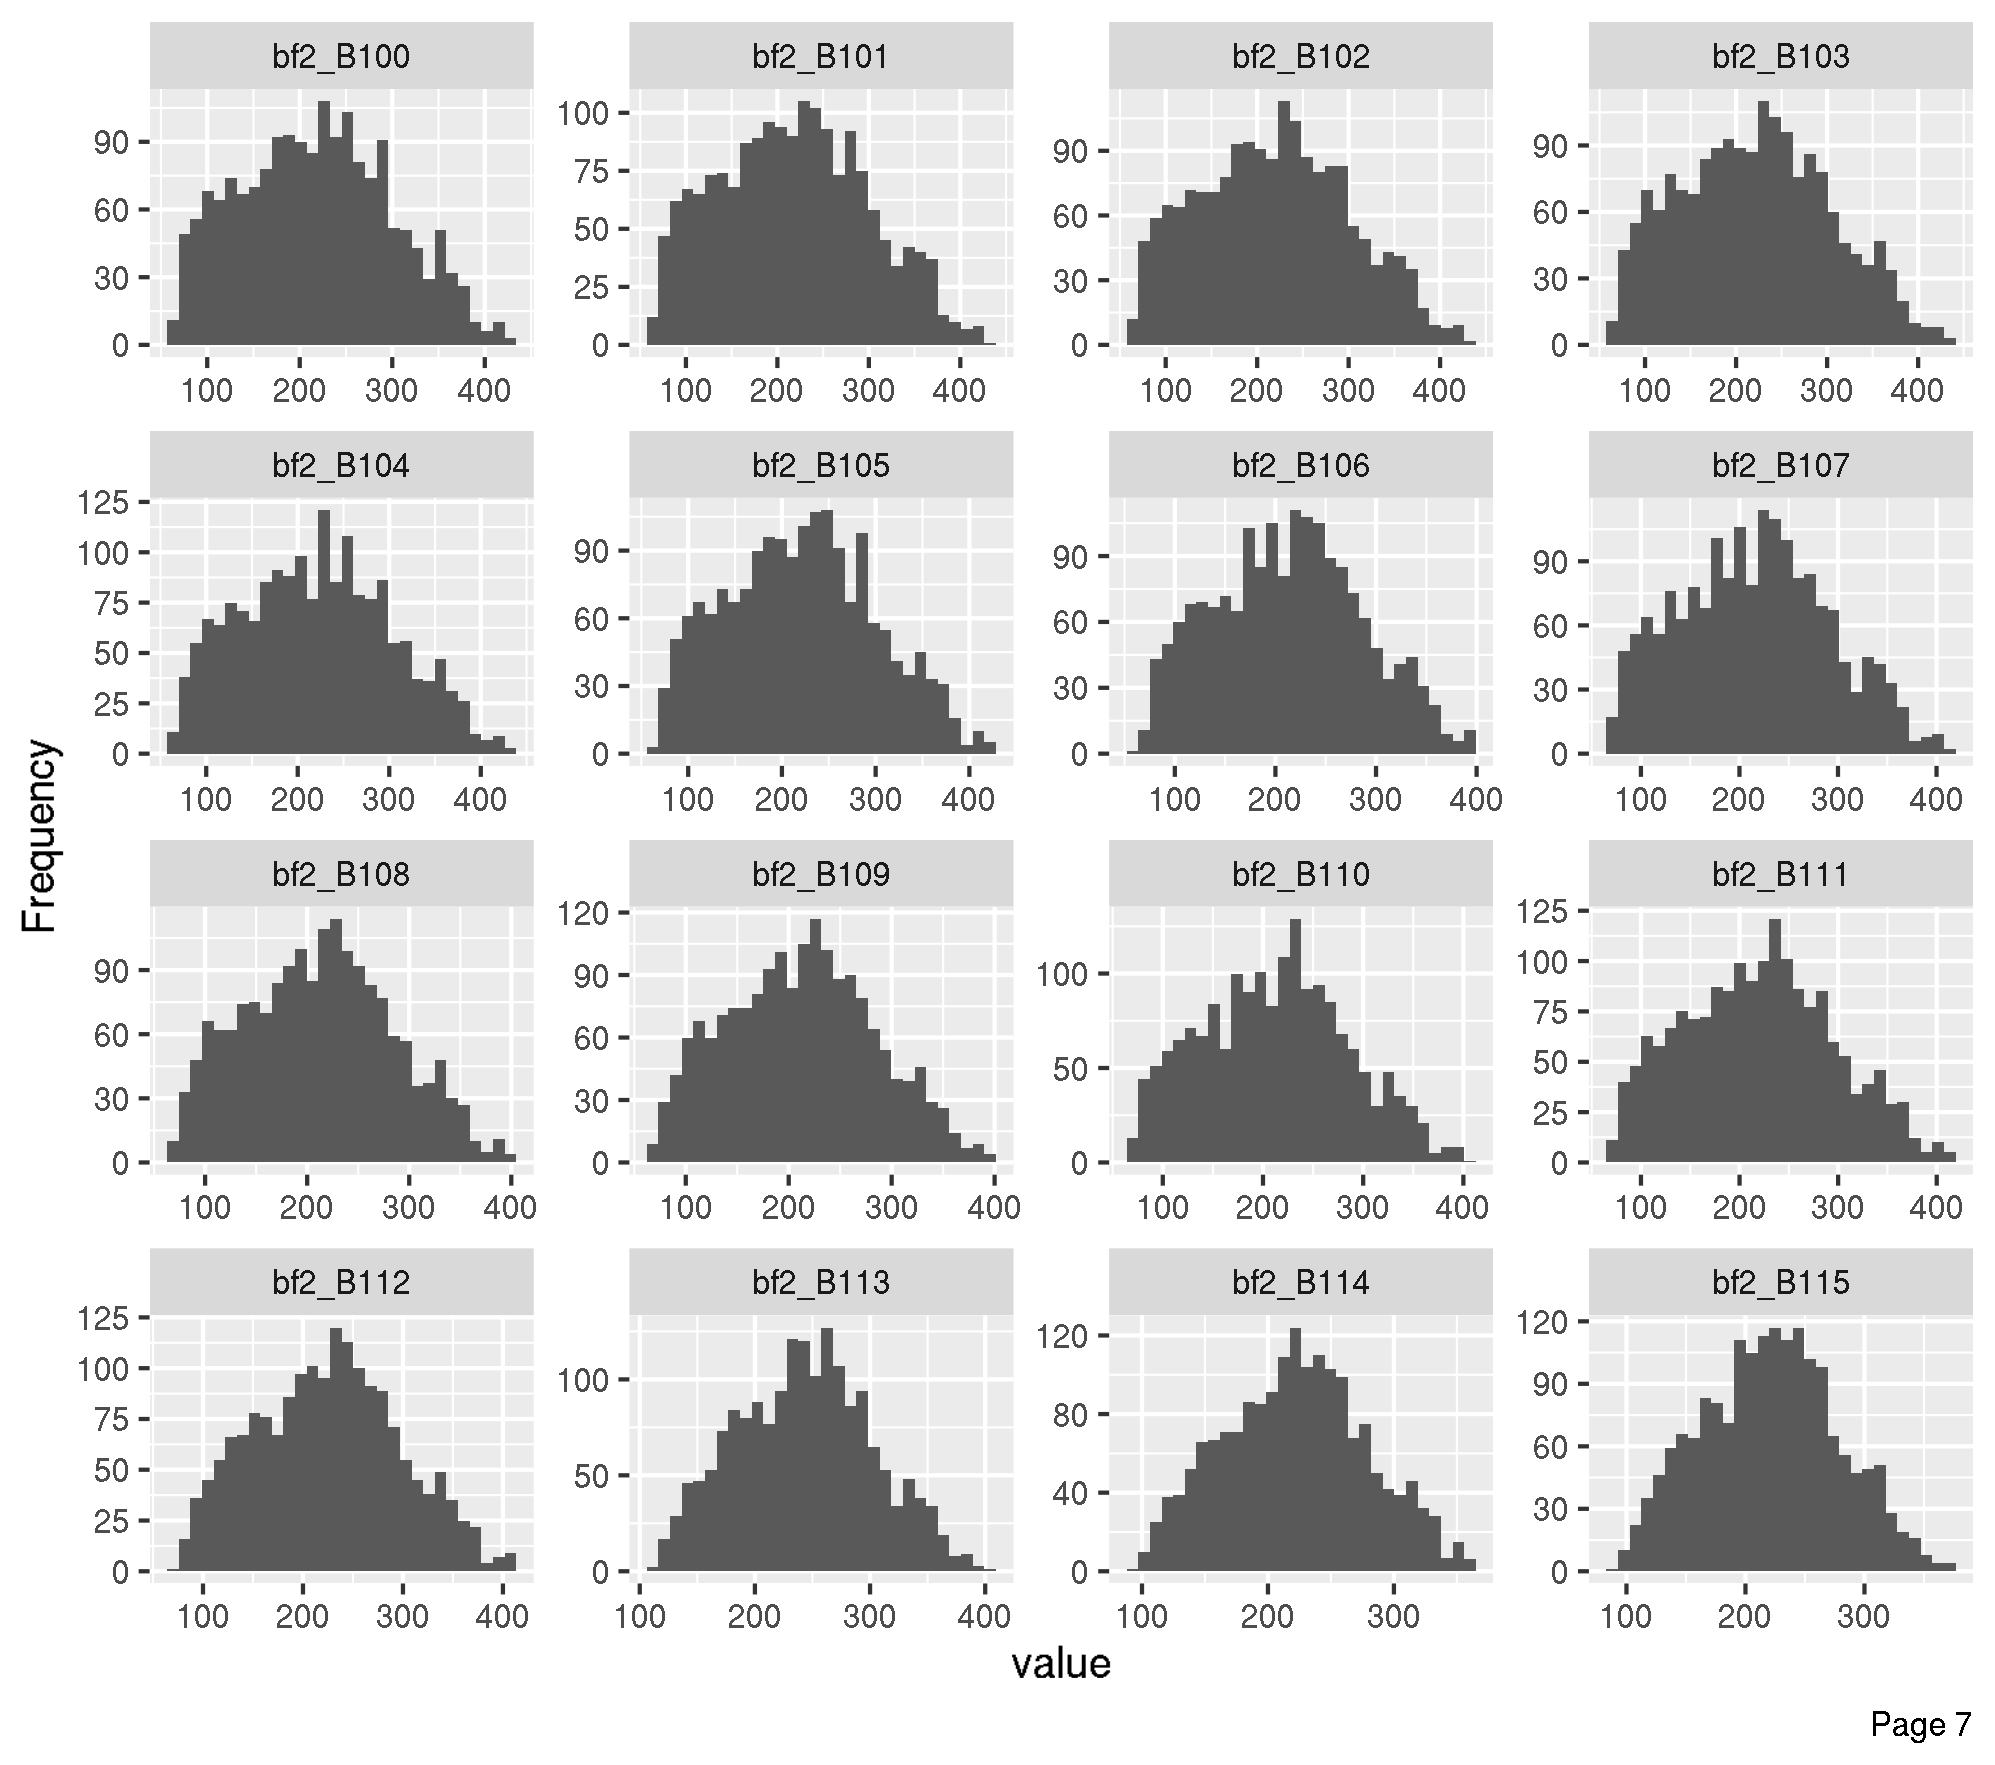 bf2_B100 bf2_B101 bf2_B102 bf2_B103
90 60 30 0
100 75 50 25 0
90 60 30 0
90 60 30 0
100 200 300 400 100 200 300 400 100 200 300 400 100 200 300 400
bf2_B104 bf2_B105 bf2_B106 bf2_B107
125 100 75 50 25 0
90 60 30 0
90 60 30 0
90 60 30 0
100 200 300 400 100 200 300 400 100 200 300 400 100 200 300 400
Frequency
bf2_B108 bf2_B109 bf2_B110 bf2_B111
90 60 30 0
120 90 60 30 0
100 50 0
125 100 75 50 25 0
100 200 300 400 100 200 300 400 100 200 300 400 100 200 300 400
bf2_B112 bf2_B113 bf2_B114 bf2_B115
125 100 75 50 25 0
100 50 0
120 80 40 0
120 90 60 30 0
100 200 300 400 100 200 300 400 100 200 300 100 200 300
value
Page 7